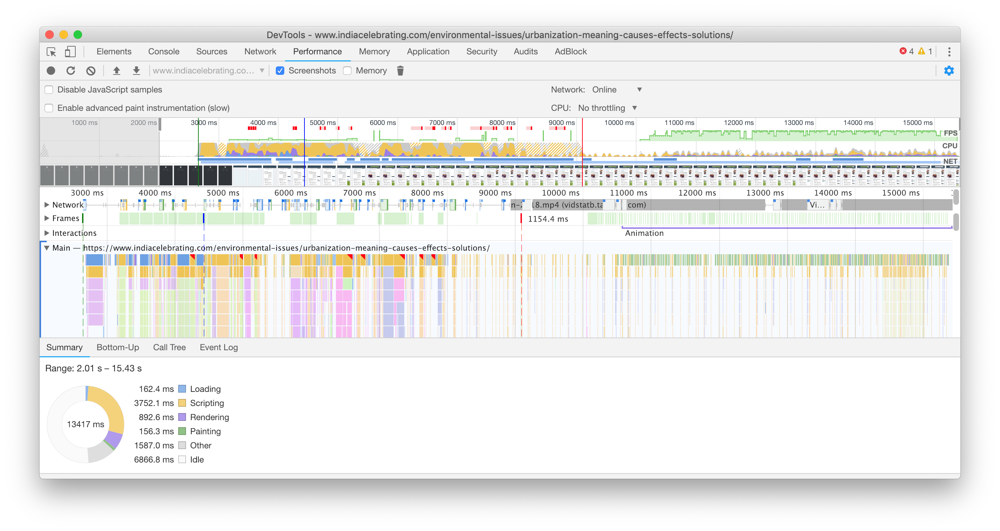 DevTools - www.indiacelebrating.com/environmental-issues/urbanization-meaning-causes-effects-solutions/
Elements Console Sources Network Performance Memory Application Security Audits AdBlock 4 1
www.indiacelebrating.co... Screenshots Memory
Disable JavaScript samples Network: Online
Enable advanced paint instrumentation (slow) CPU: No throttling
1000 ms 2000 ms 3000 ms 4000 ms 5000 ms 6000 ms 7000 ms 8000 ms 9000 ms 10000 ms 11000 ms 12000 ms 13000 ms 14000 ms 15000 ms
FPS
CPU
NET
3000 ms 4000 ms 5000 ms 6000 ms 7000 ms 8000 ms 9000 ms 10000 ms 11000 ms 12000 ms 13000 ms 14000 ms 15000 ms
Network l8.mp4 (vidstatb.ta com) Vi...
Frames 1154.4 ms
Interactions Animation
Main — https://www.indiacelebrating.com/environmental-issues/urbanization-meaning-causes-effects-solutions/
Summary Bottom-Up Call Tree Event Log
Range: 2.01 s – 15.43 s
13417 ms
162.4 ms Loading
3752.1 ms Scripting
892.6 ms Rendering
156.3 ms Painting
1587.0 ms Other
6866.8 ms Idle